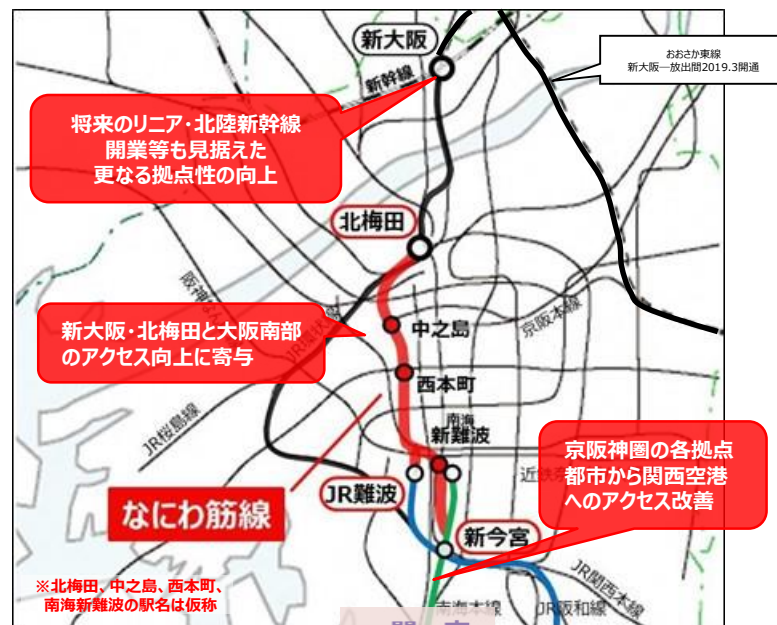 新大阪
おおさか東線
新大阪―放出間2019.3開通
新幹線
将来のリニア・北陸新幹線
開業等も見据えた
更なる拠点性の向上
北梅田
阪神なん
京阪本線
中之島
新大阪・北梅田と大阪南部
のアクセス向上に寄与
西本町
JR桜島線
南海
新難波
京阪神圏の各拠点
都市から関西空港
へのアクセス改善
近鉄
JR難波
なにわ筋線
新今宮
※北梅田、中之島、西本町、
南海新難波の駅名は仮称
JR関西本線
南海本線
JR阪和線